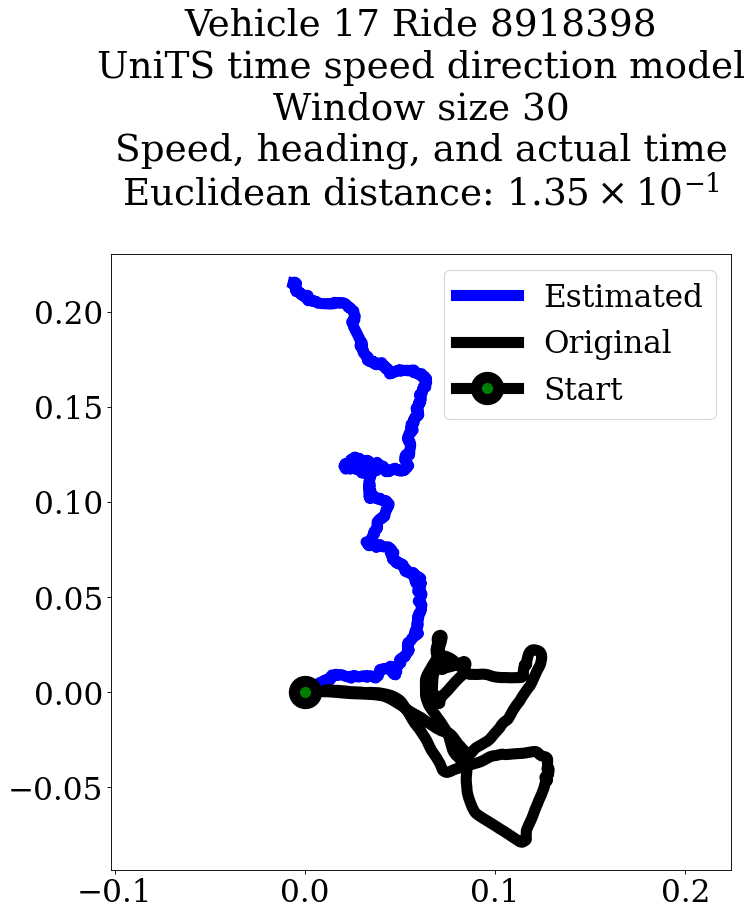 Vehicle 17 Ride 8918398
UniTS time speed direction model
Window size 30
Speed, heading, and actual time
Euclidean distance: 1.35 × 10⁻¹
Estimated
Original
Start
0.20
0.15
0.10
0.05
0.00
−0.05
−0.1 0.0 0.1 0.2